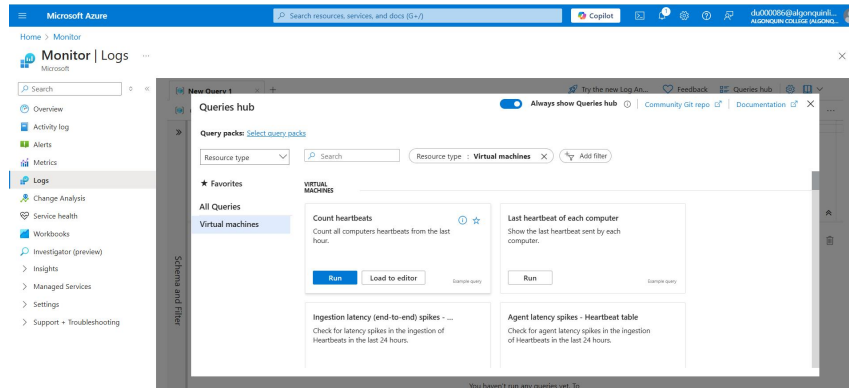 Microsoft Azure
Search resources, services, and docs (G+/)
Copilot
1
du000086@algonquinli...
ALGONQUIN COLLEGE (ALGONQ...
Home > Monitor
Monitor | Logs ...
Microsoft
Search
Overview
Activity log
Alerts
Metrics
Logs
Change Analysis
Service health
Workbooks
Investigator (preview)
Insights
Managed Services
Settings
Support + Troubleshooting
New Query 1
Try the new Log An...
Feedback
Queries hub
Schema and Filter
Queries hub
Always show Queries hub
Community Git repo
Documentation
Query packs: Select query packs
Resource type
Search
Resource type : Virtual machines
Add filter
Favorites
All Queries
Virtual machines
VIRTUAL
MACHINES
Count heartbeats
Count all computers heartbeats from the last
hour.
Run
Load to editor
Example query
Last heartbeat of each computer
Show the last heartbeat sent by each
computer.
Run
Example query
Ingestion latency (end-to-end) spikes - ...
Check for latency spikes in the ingestion of
Heartbeats in the last 24 hours.
Agent latency spikes - Heartbeat table
Check for agent latency spikes in the ingestion
of Heartbeats in the last 24 hours.
You haven't run any queries yet. To